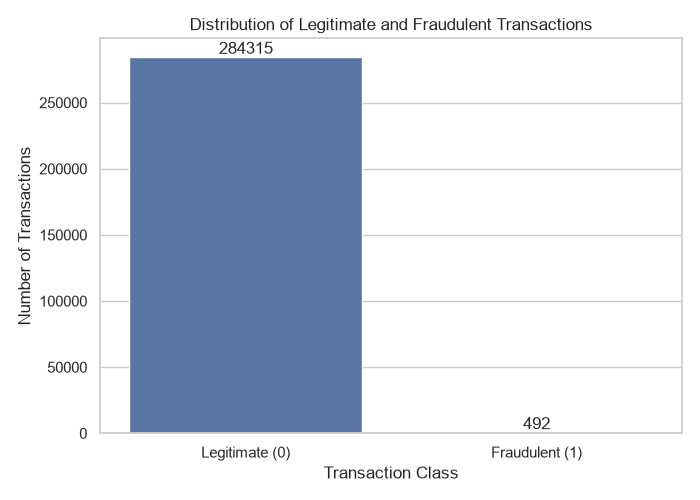 Distribution of Legitimate and Fraudulent Transactions
284315
250000
200000
150000
100000
50000
0
Number of Transactions
492
Legitimate (0)
Fraudulent (1)
Transaction Class